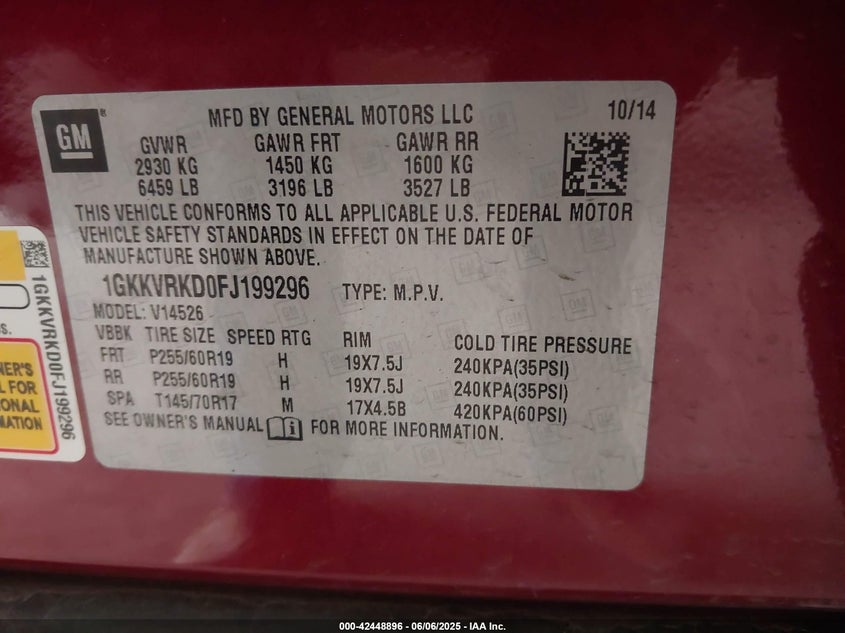 GM
®
MFD BY GENERAL MOTORS LLC
10/14
GVWR GAWR FRT GAWR RR
2930 KG 1450 KG 1600 KG
6459 LB 3196 LB 3527 LB
THIS VEHICLE CONFORMS TO ALL APPLICABLE U.S. FEDERAL MOTOR
VEHICLE SAFETY STANDARDS IN EFFECT ON THE DATE OF
MANUFACTURE SHOWN ABOVE.
1GKKVRKD0FJ199296 TYPE: M.P.V.
MODEL: V14526
VBBK TIRE SIZE SPEED RTG RIM COLD TIRE PRESSURE
FRT P255/60R19 H 19X7.5J 240KPA(35PSI)
RR P255/60R19 H 19X7.5J 240KPA(35PSI)
SPA T145/70R17 M 17X4.5B 420KPA(60PSI)
SEE OWNER'S MANUAL FOR MORE INFORMATION.
1GKKVRKD0FJ199296
S.
NER'S
L FOR
IONAL
MATION
000-42448896 - 06/06/2025 - IAA Inc.